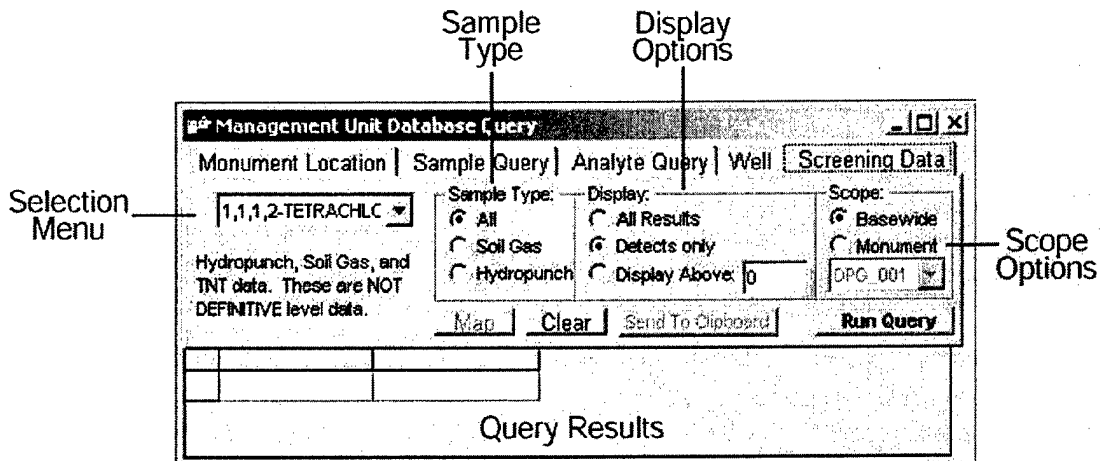 Sample
Type
Display
Options
Management Unit Database Query
Monument Location Sample Query Analyte Query Well Screening Data
Selection
Menu
1,1,1,2-TETRACHLC
Hydropunch, Soil Gas, and
TNT data. These are NOT
DEFINITIVE level data.
Sample Type:
All
Soil Gas
Hydropunch
Display:
All Results
Detects only
Display Above: 0
Scope:
Basewide
Monument
DPG_001
Scope
Options
Map Clear Send To Clipboard Run Query
Query Results